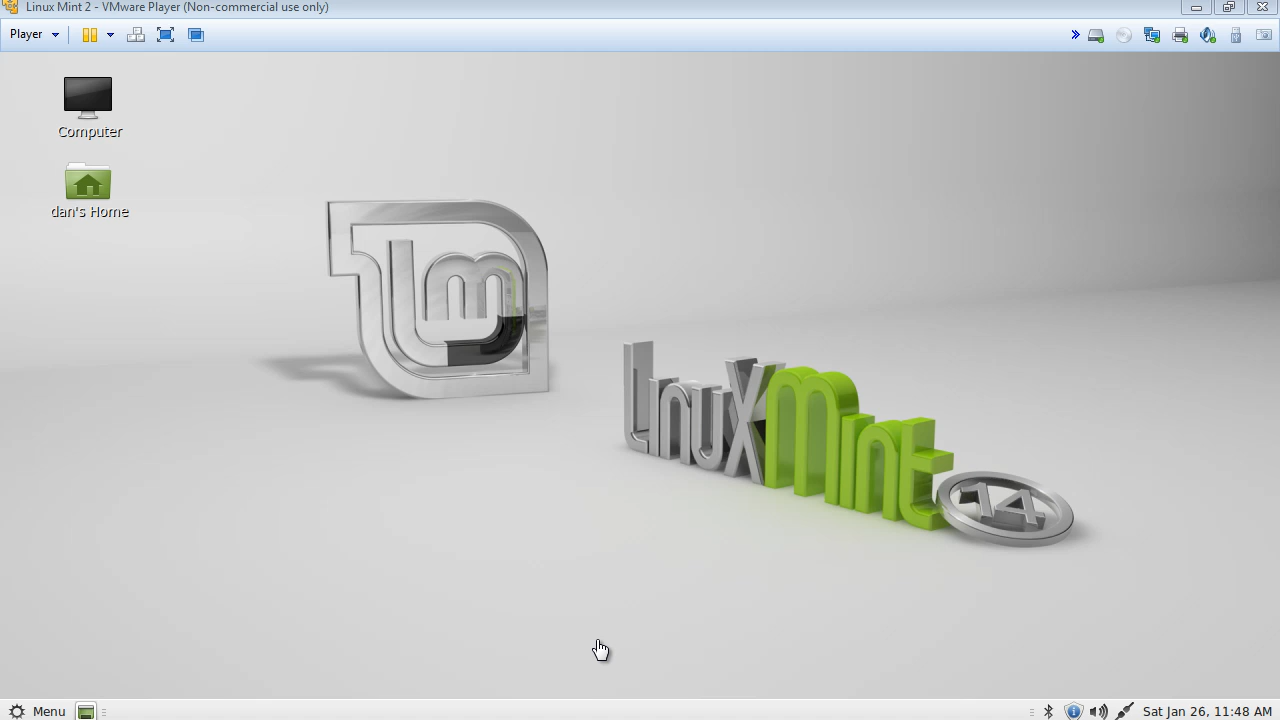 Linux Mint 2 - VMware Player (Non-commercial use only)
Player
Computer
dan's Home
lm
LinuxMint
14
Menu
Sat Jan 26, 11:48 AM